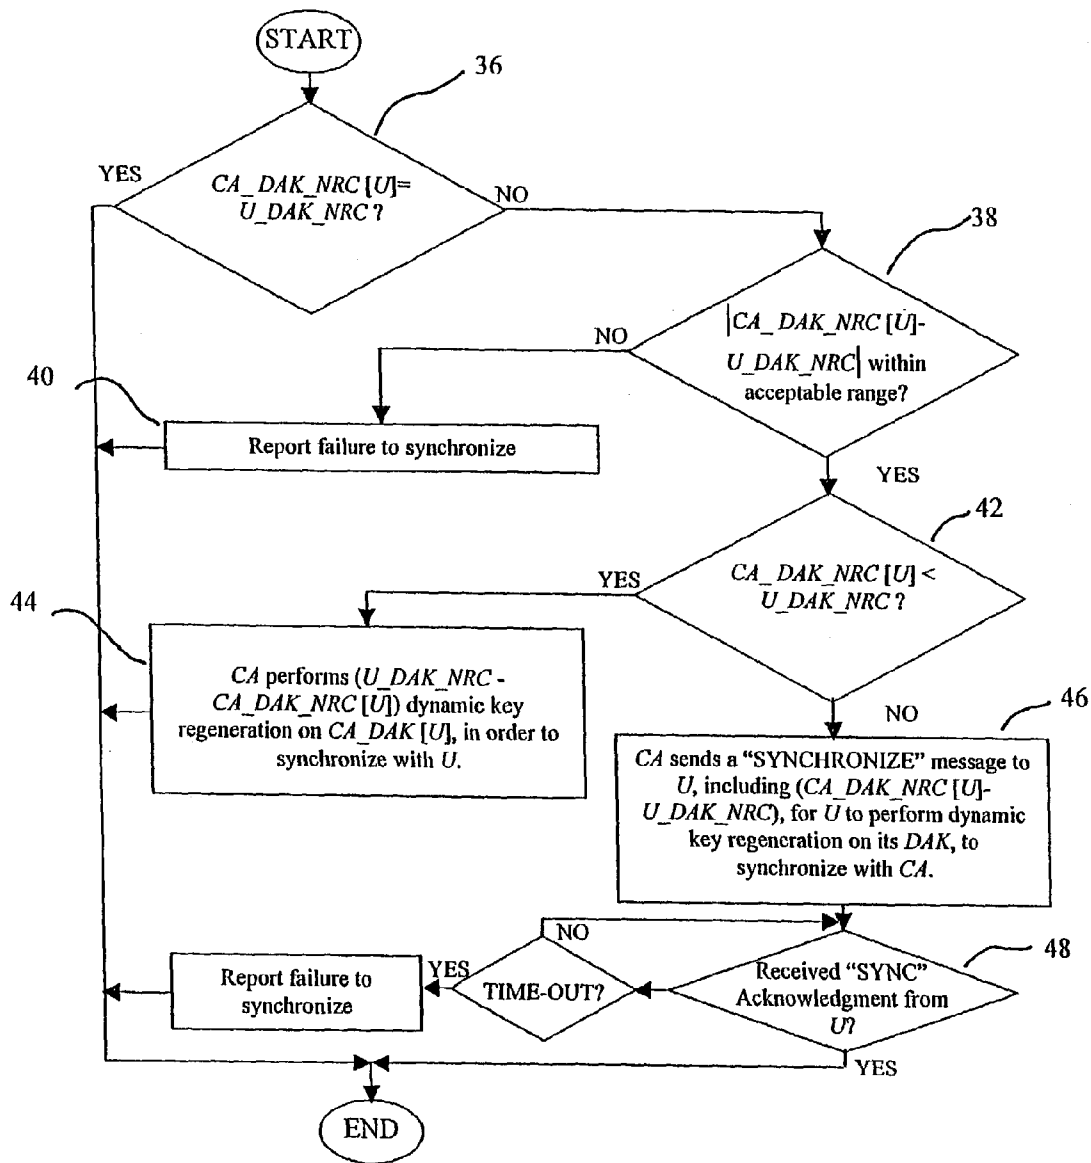 START
36
YES
CA_DAK_NRC [U]=
U_DAK_NRC ?
NO
38
|CA_DAK_NRC [U]-
U_DAK_NRC| within
acceptable range?
NO
40
Report failure to synchronize
YES
42
CA_DAK_NRC [U] <
U_DAK_NRC ?
YES
44
CA performs (U_DAK_NRC -
CA_DAK_NRC [U]) dynamic key
regeneration on CA_DAK [U], in order to
synchronize with U.
NO
46
CA sends a “SYNCHRONIZE” message to
U, including (CA_DAK_NRC [U]-
U_DAK_NRC), for U to perform dynamic
key regeneration on its DAK, to
synchronize with CA.
NO
48
Received “SYNC”
Acknowledgment from
U?
TIME-OUT?
YES
Report failure to
synchronize
YES
END